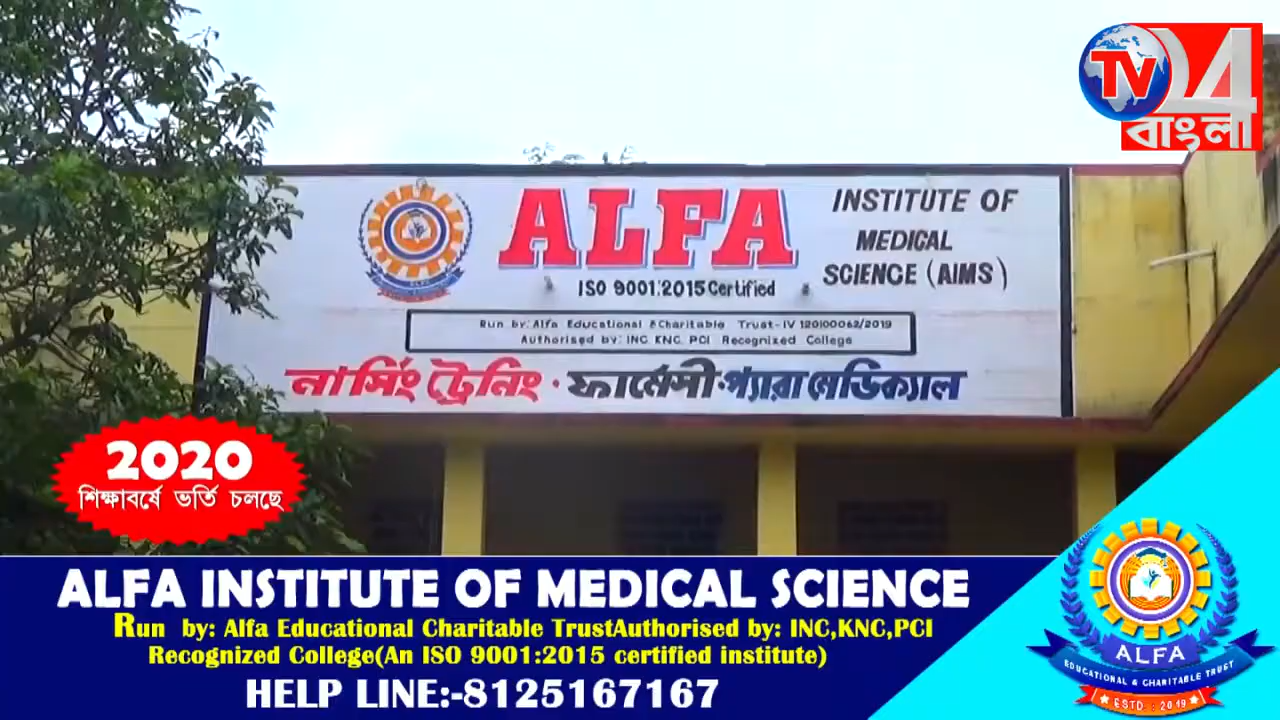 TV 24
বাংলা
ALFA
INSTITUTE OF
MEDICAL
SCIENCE (AIMS)
ISO 9001:2015 Certified
Run by: Alfa Educational & Charitable Trust-IV 120100062/2019
Authorised by: INC, KNC, PCI Recognized College
নার্সিং ট্রেনিং · ফার্মেসী · প্যারা মেডিক্যাল
2020
শিক্ষাবর্ষে ভর্তি চলছে
ALFA INSTITUTE OF MEDICAL SCIENCE
Run by: Alfa Educational Charitable TrustAuthorised by: INC,KNC,PCI
Recognized College(An ISO 9001:2015 certified institute)
HELP LINE:-8125167167
ALFA
EDUCATIONAL & CHARITABLE TRUST
ESTD: : 2019